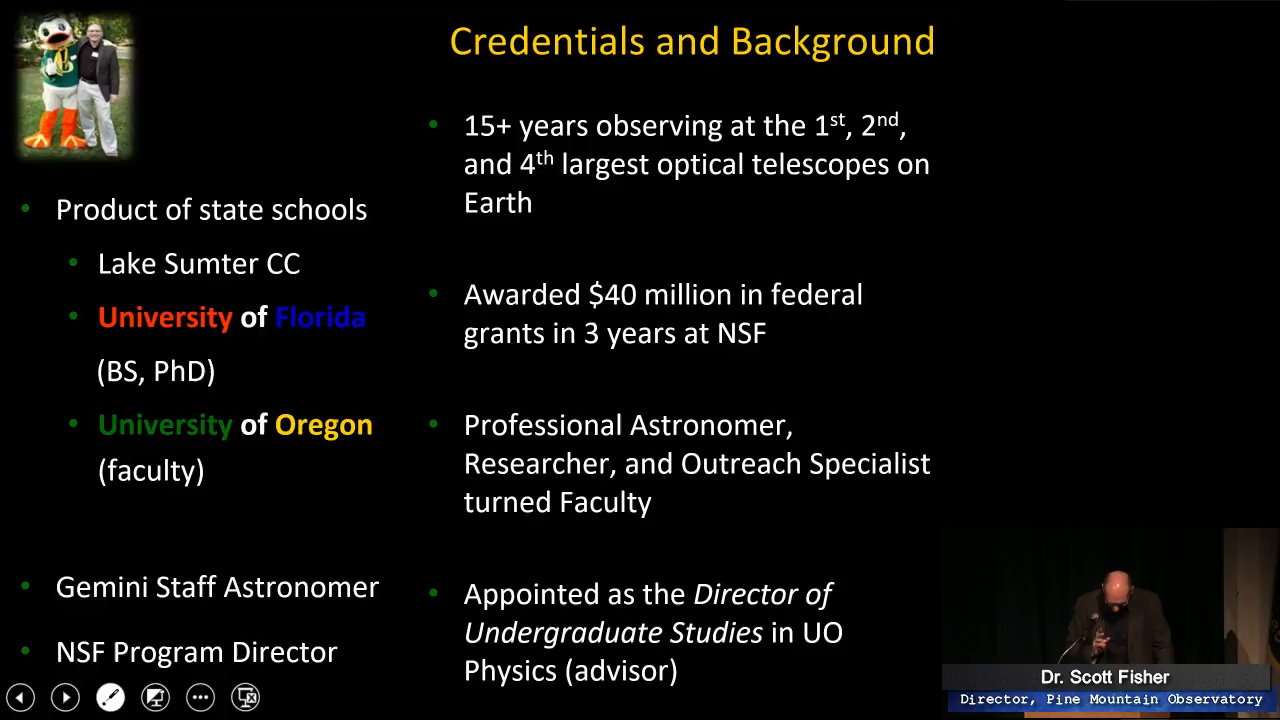 Credentials and Background
• Product of state schools
• Lake Sumter CC
• University of Florida
(BS, PhD)
• University of Oregon
(faculty)
• Gemini Staff Astronomer
• NSF Program Director
• 15+ years observing at the 1st, 2nd,
and 4th largest optical telescopes on
Earth
• Awarded $40 million in federal
grants in 3 years at NSF
• Professional Astronomer,
Researcher, and Outreach Specialist
turned Faculty
• Appointed as the Director of
Undergraduate Studies in UO
Physics (advisor)
Dr. Scott Fisher
Director, Pine Mountain Observatory